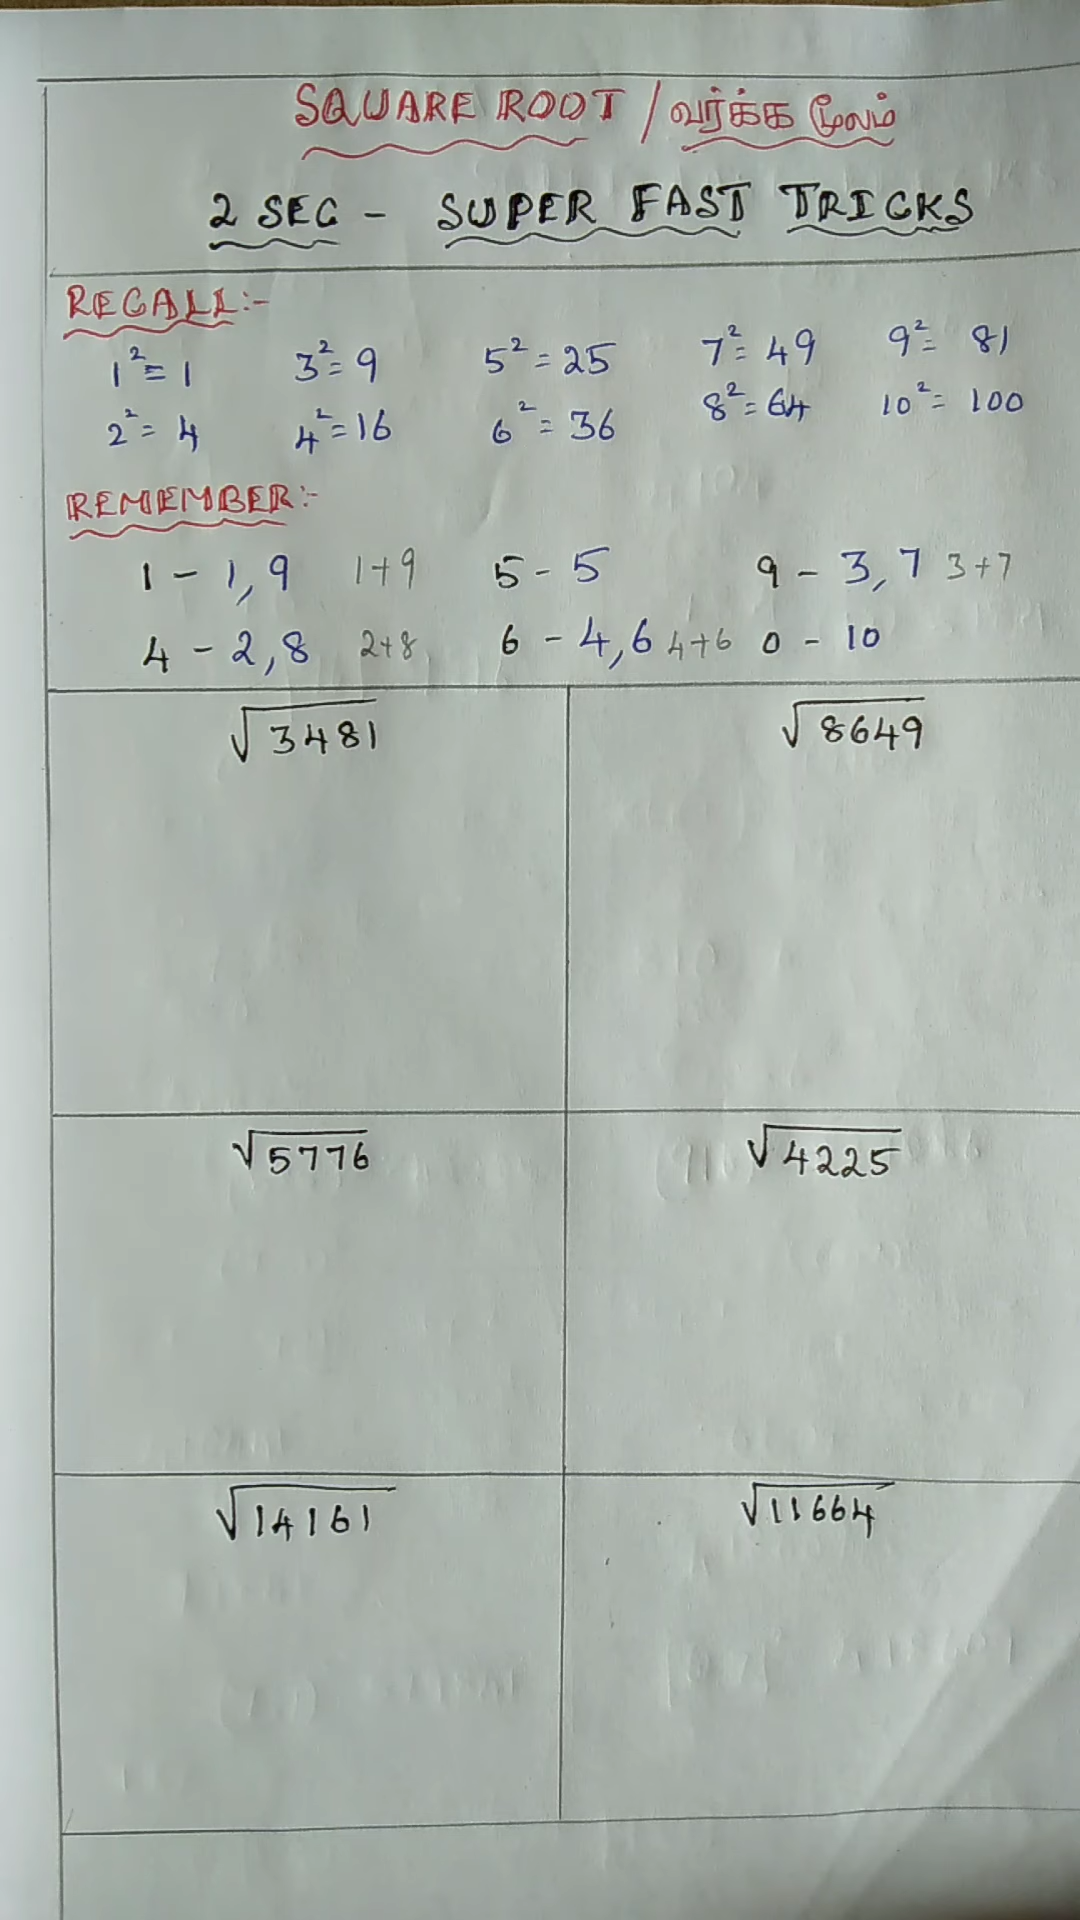 SQUARE ROOT / வர்க்க மூலம்
2 SEC - SUPER FAST TRICKS
RECALL:-
1² = 1 3² = 9 5² = 25 7² = 49 9² = 81
2² = 4 4² = 16 6² = 36 8² = 64 10² = 100
REMEMBER:-
1 - 1, 9 1+9 5 - 5 9 - 3, 7 3+7
4 - 2, 8 2+8 6 - 4, 6 4+6 0 - 10
√3481 √8649
√5776 √4225
√14161 √11664